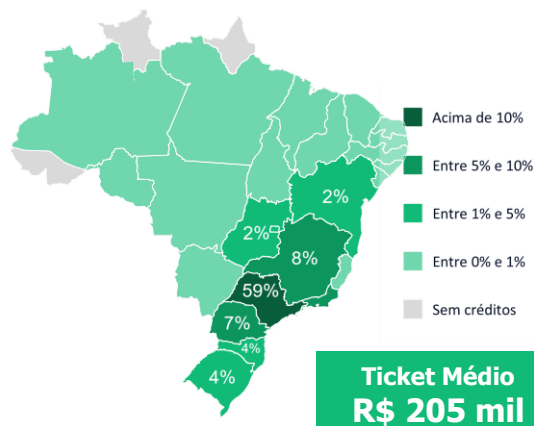 Acima de 10%
Entre 5% e 10%
2%
Entre 1% e 5%
2%
8%
Entre 0% e 1%
59%
Sem créditos
7%
4%
4%
Ticket Médio
R$ 205 mil